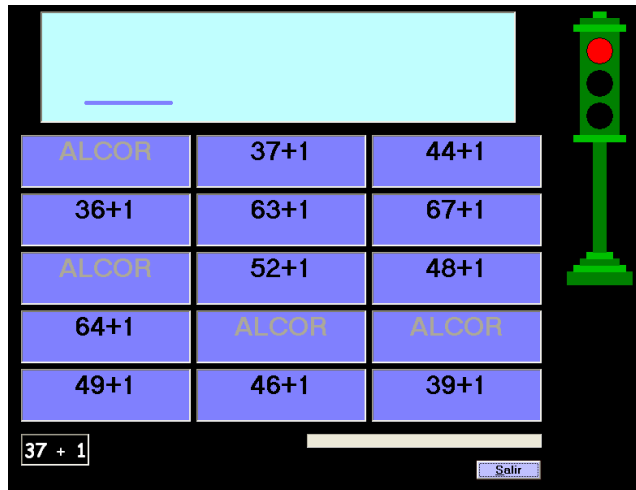 ALCOR 37+1 44+1
36+1 63+1 67+1
ALCOR 52+1 48+1
64+1 ALCOR ALCOR
49+1 46+1 39+1
37 + 1
Salir